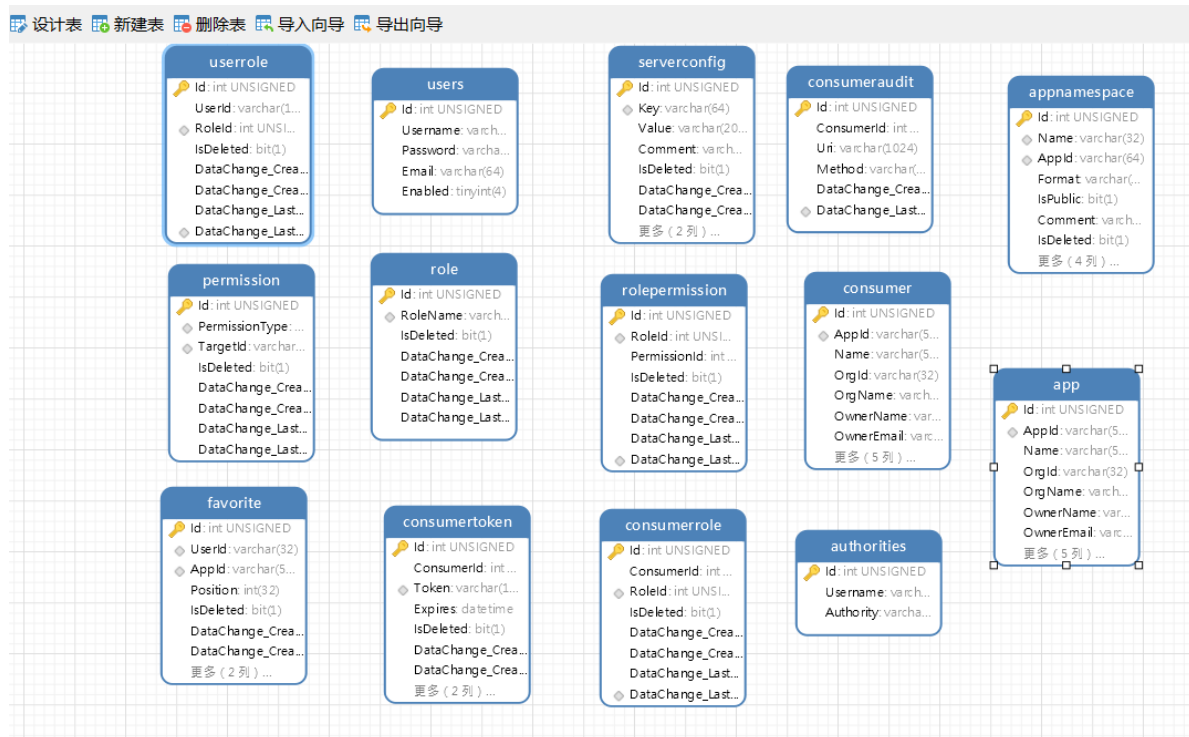 设计表 新建表 删除表 导入向导 导出向导
userrole
Id: int UNSIGNED
UserId: varchar(1...
RoleId: int UNSI...
IsDeleted: bit(1)
DataChange_Crea...
DataChange_Crea...
DataChange_Last...
DataChange_Last...
users
Id: int UNSIGNED
Username: varch...
Password: varcha...
Email: varchar(64)
Enabled: tinyint(4)
serverconfig
Id: int UNSIGNED
Key: varchar(64)
Value: varchar(20...
Comment: varch...
IsDeleted: bit(1)
DataChange_Crea...
DataChange_Crea...
更多 ( 2 列 ) ...
consumeraudit
Id: int UNSIGNED
ConsumerId: int ...
Uri: varchar(1024)
Method: varchar(...
DataChange_Crea...
DataChange_Last...
appnamespace
Id: int UNSIGNED
Name: varchar(32)
AppId: varchar(64)
Format: varchar(...
IsPublic: bit(1)
Comment: varch...
IsDeleted: bit(1)
更多 ( 4 列 ) ...
permission
Id: int UNSIGNED
PermissionType: ...
TargetId: varchar...
IsDeleted: bit(1)
DataChange_Crea...
DataChange_Crea...
DataChange_Last...
DataChange_Last...
role
Id: int UNSIGNED
RoleName: varch...
IsDeleted: bit(1)
DataChange_Crea...
DataChange_Crea...
DataChange_Last...
DataChange_Last...
rolepermission
Id: int UNSIGNED
RoleId: int UNSI...
PermissionId: int ...
IsDeleted: bit(1)
DataChange_Crea...
DataChange_Crea...
DataChange_Last...
DataChange_Last...
consumer
Id: int UNSIGNED
AppId: varchar(5...
Name: varchar(5...
OrgId: varchar(32)
OrgName: varch...
OwnerName: var...
OwnerEmail: varc...
更多 ( 5 列 ) ...
app
Id: int UNSIGNED
AppId: varchar(5...
Name: varchar(5...
OrgId: varchar(32)
OrgName: varch...
OwnerName: var...
OwnerEmail: varc...
更多 ( 5 列 ) ...
favorite
Id: int UNSIGNED
UserId: varchar(32)
AppId: varchar(5...
Position: int(32)
IsDeleted: bit(1)
DataChange_Crea...
DataChange_Crea...
更多 ( 2 列 ) ...
consumertoken
Id: int UNSIGNED
ConsumerId: int ...
Token: varchar(1...
Expires: datetime
IsDeleted: bit(1)
DataChange_Crea...
DataChange_Crea...
更多 ( 2 列 ) ...
consumerrole
Id: int UNSIGNED
ConsumerId: int ...
RoleId: int UNSI...
IsDeleted: bit(1)
DataChange_Crea...
DataChange_Crea...
DataChange_Last...
DataChange_Last...
authorities
Id: int UNSIGNED
Username: varch...
Authority: varcha...